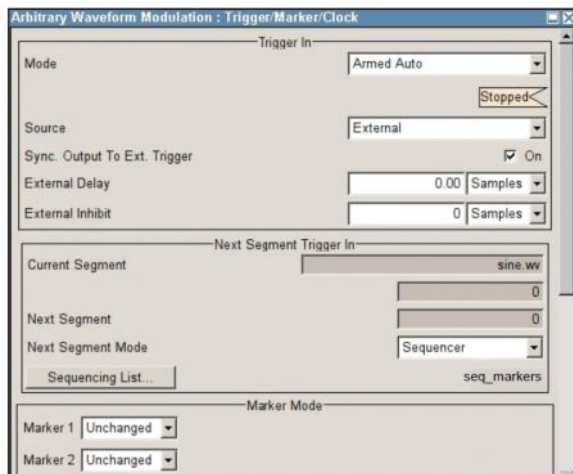 Arbitrary Waveform Modulation : Trigger/Marker/Clock
Trigger In
Mode Armed Auto
Stopped
Source External
Sync. Output To Ext. Trigger On
External Delay 0.00 Samples
External Inhibit 0 Samples
Next Segment Trigger In
Current Segment sine.wv
0
Next Segment 0
Next Segment Mode Sequencer
Sequencing List... seq_markers
Marker Mode
Marker 1 Unchanged
Marker 2 Unchanged